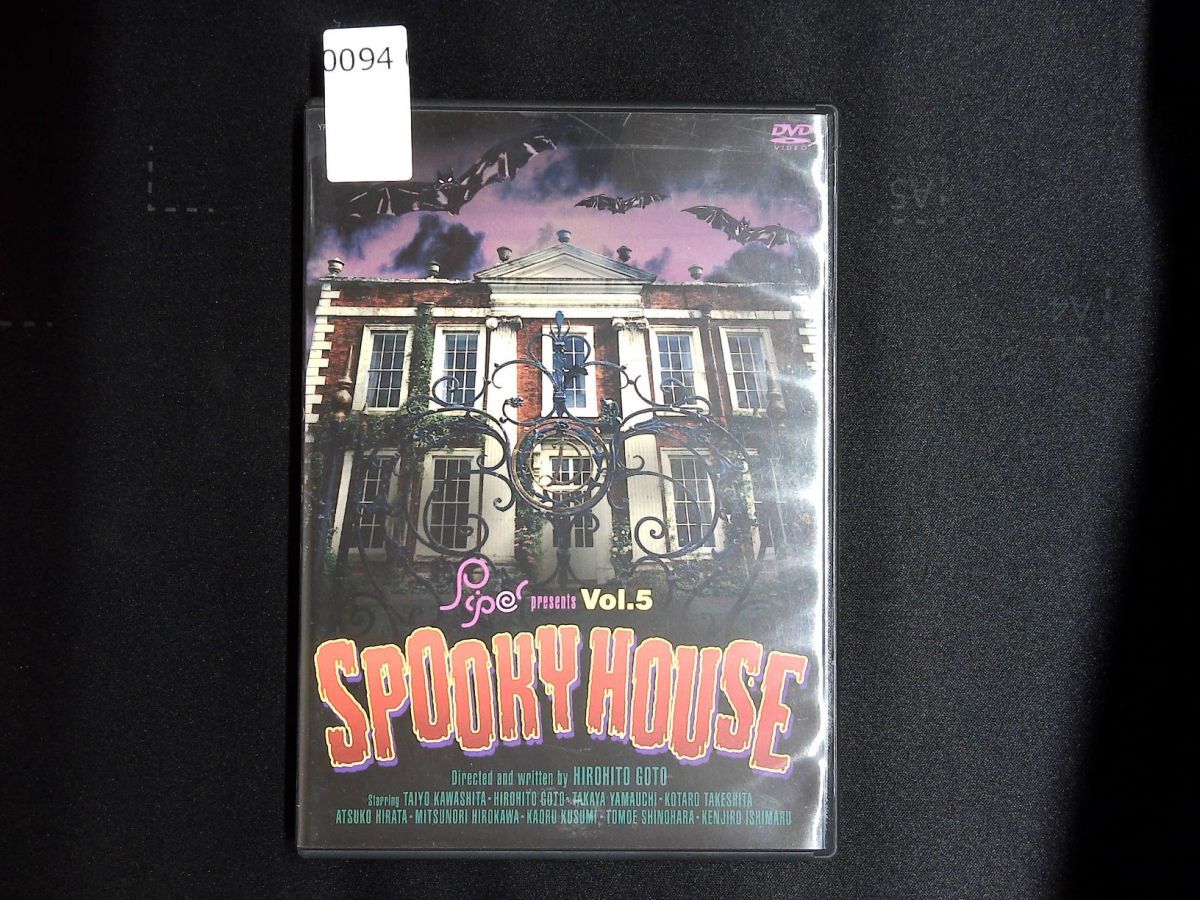 0094
DVD
VIDEO
Piper presents Vol.5
SPOOKY HOUSE
Directed and written by HIROHITO GOTO
Starring TAIYO KAWASHITA・HIROHITO GOTO・TAKAYA YAMAUCHI・KOTARO TAKESHITA
ATSUKO HIRATA・MITSUNORI HIROKAWA・KAORU KUSUMI・TOMOE SHINOHARA・KENJIRO ISHIMARU